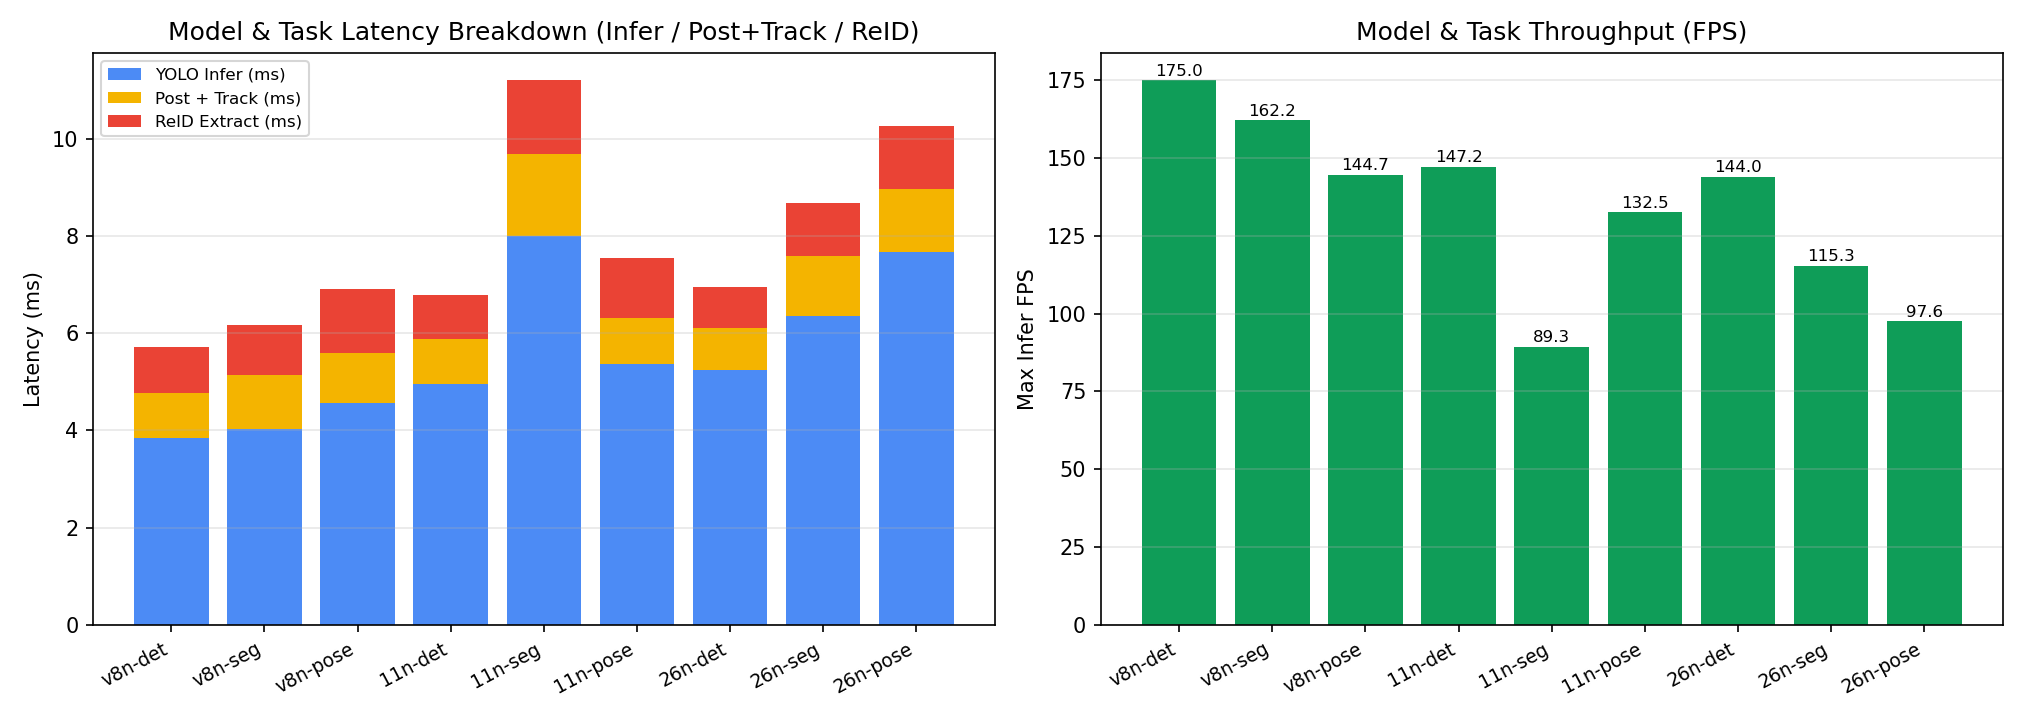 Model & Task Latency Breakdown (Infer / Post+Track / ReID)
YOLO Infer (ms)
Post + Track (ms)
ReID Extract (ms)
Latency (ms)
10
8
6
4
2
0
v8n-det
v8n-seg
v8n-pose
11n-det
11n-seg
11n-pose
26n-det
26n-seg
26n-pose
Model & Task Throughput (FPS)
Max Infer FPS
175
150
125
100
75
50
25
0
175.0
162.2
144.7
147.2
89.3
132.5
144.0
115.3
97.6
v8n-det
v8n-seg
v8n-pose
11n-det
11n-seg
11n-pose
26n-det
26n-seg
26n-pose